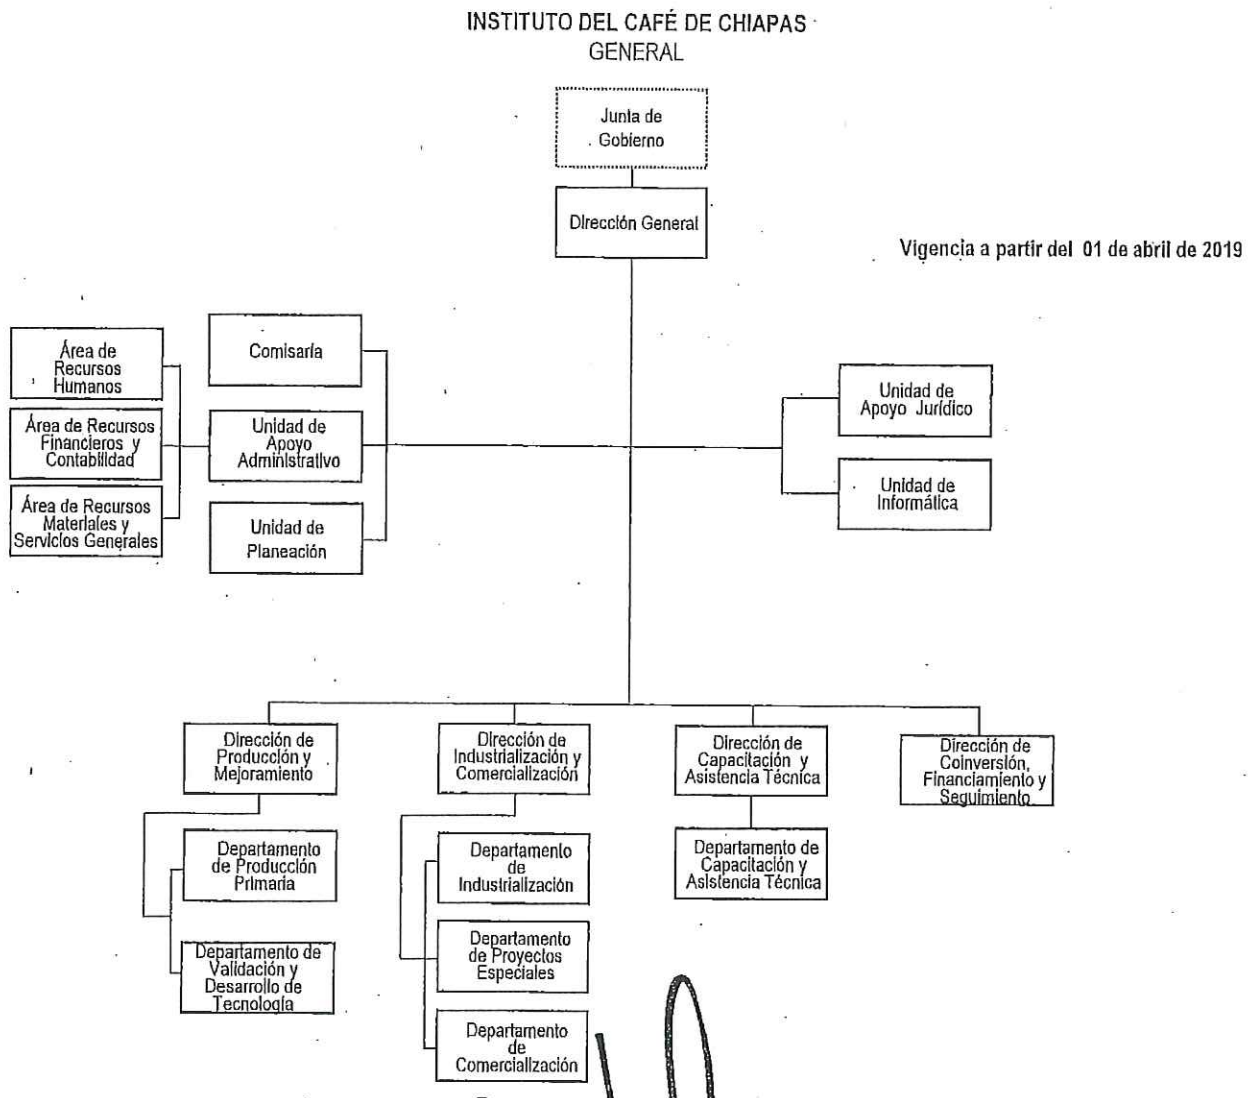 INSTITUTO DEL CAFÉ DE CHIAPAS
GENERAL
Junta de
Gobierno
Dirección General
Vigencia a partir del 01 de abril de 2019
Área de
Recursos
Humanos
Área de Recursos
Financieros y
Contabilidad
Área de Recursos
Materiales y
Servicios Generales
Comisaría
Unidad de
Apoyo
Administrativo
Unidad de
Planeación
Unidad de
Apoyo Jurídico
Unidad de
Informática
Dirección de
Producción y
Mejoramiento
Departamento
de Producción
Primaria
Departamento de
Validación y
Desarrollo de
Tecnología
Dirección de
Industrialización y
Comercialización
Departamento
de
Industrialización
Departamento
de Proyectos
Especiales
Departamento
de
Comercialización
Dirección de
Capacitación y
Asistencia Técnica
Departamento de
Capacitación y
Asistencia Técnica
Dirección de
Coinversión,
Financiamiento y
Seguimiento